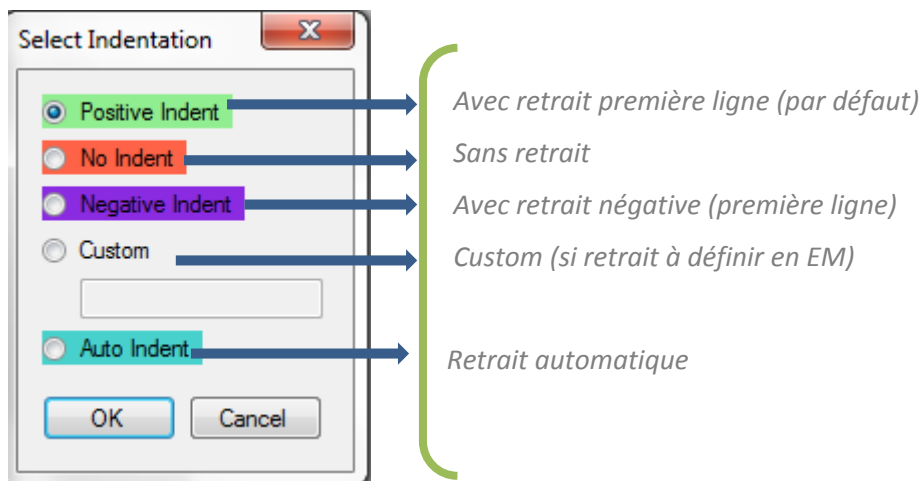 Select Indentation
Positive Indent
Avec retrait première ligne (par défaut)
No Indent
Sans retrait
Negative Indent
Avec retrait négative (première ligne)
Custom
Custom (si retrait à définir en EM)
Auto Indent
Retrait automatique
OK
Cancel